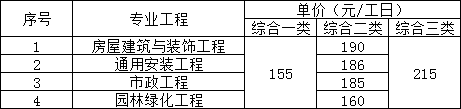 序号 专业工程 单价（元/工日）
综合一类 综合二类 综合三类
1 房屋建筑与装饰工程 155 190 215
2 通用安装工程 186
3 市政工程 185
4 园林绿化工程 160